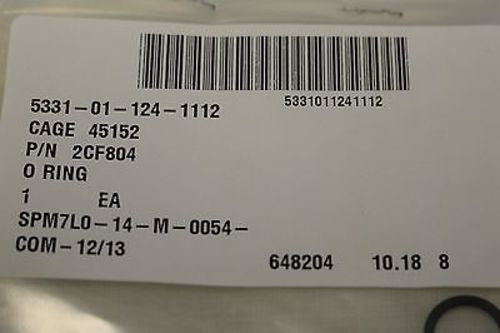 5331-01-124-1112
5331011241112
CAGE 45152
P/N 2CF804
O RING
1 EA
SPM7L0-14-M-0054-
COM-12/13
648204 10.18 8